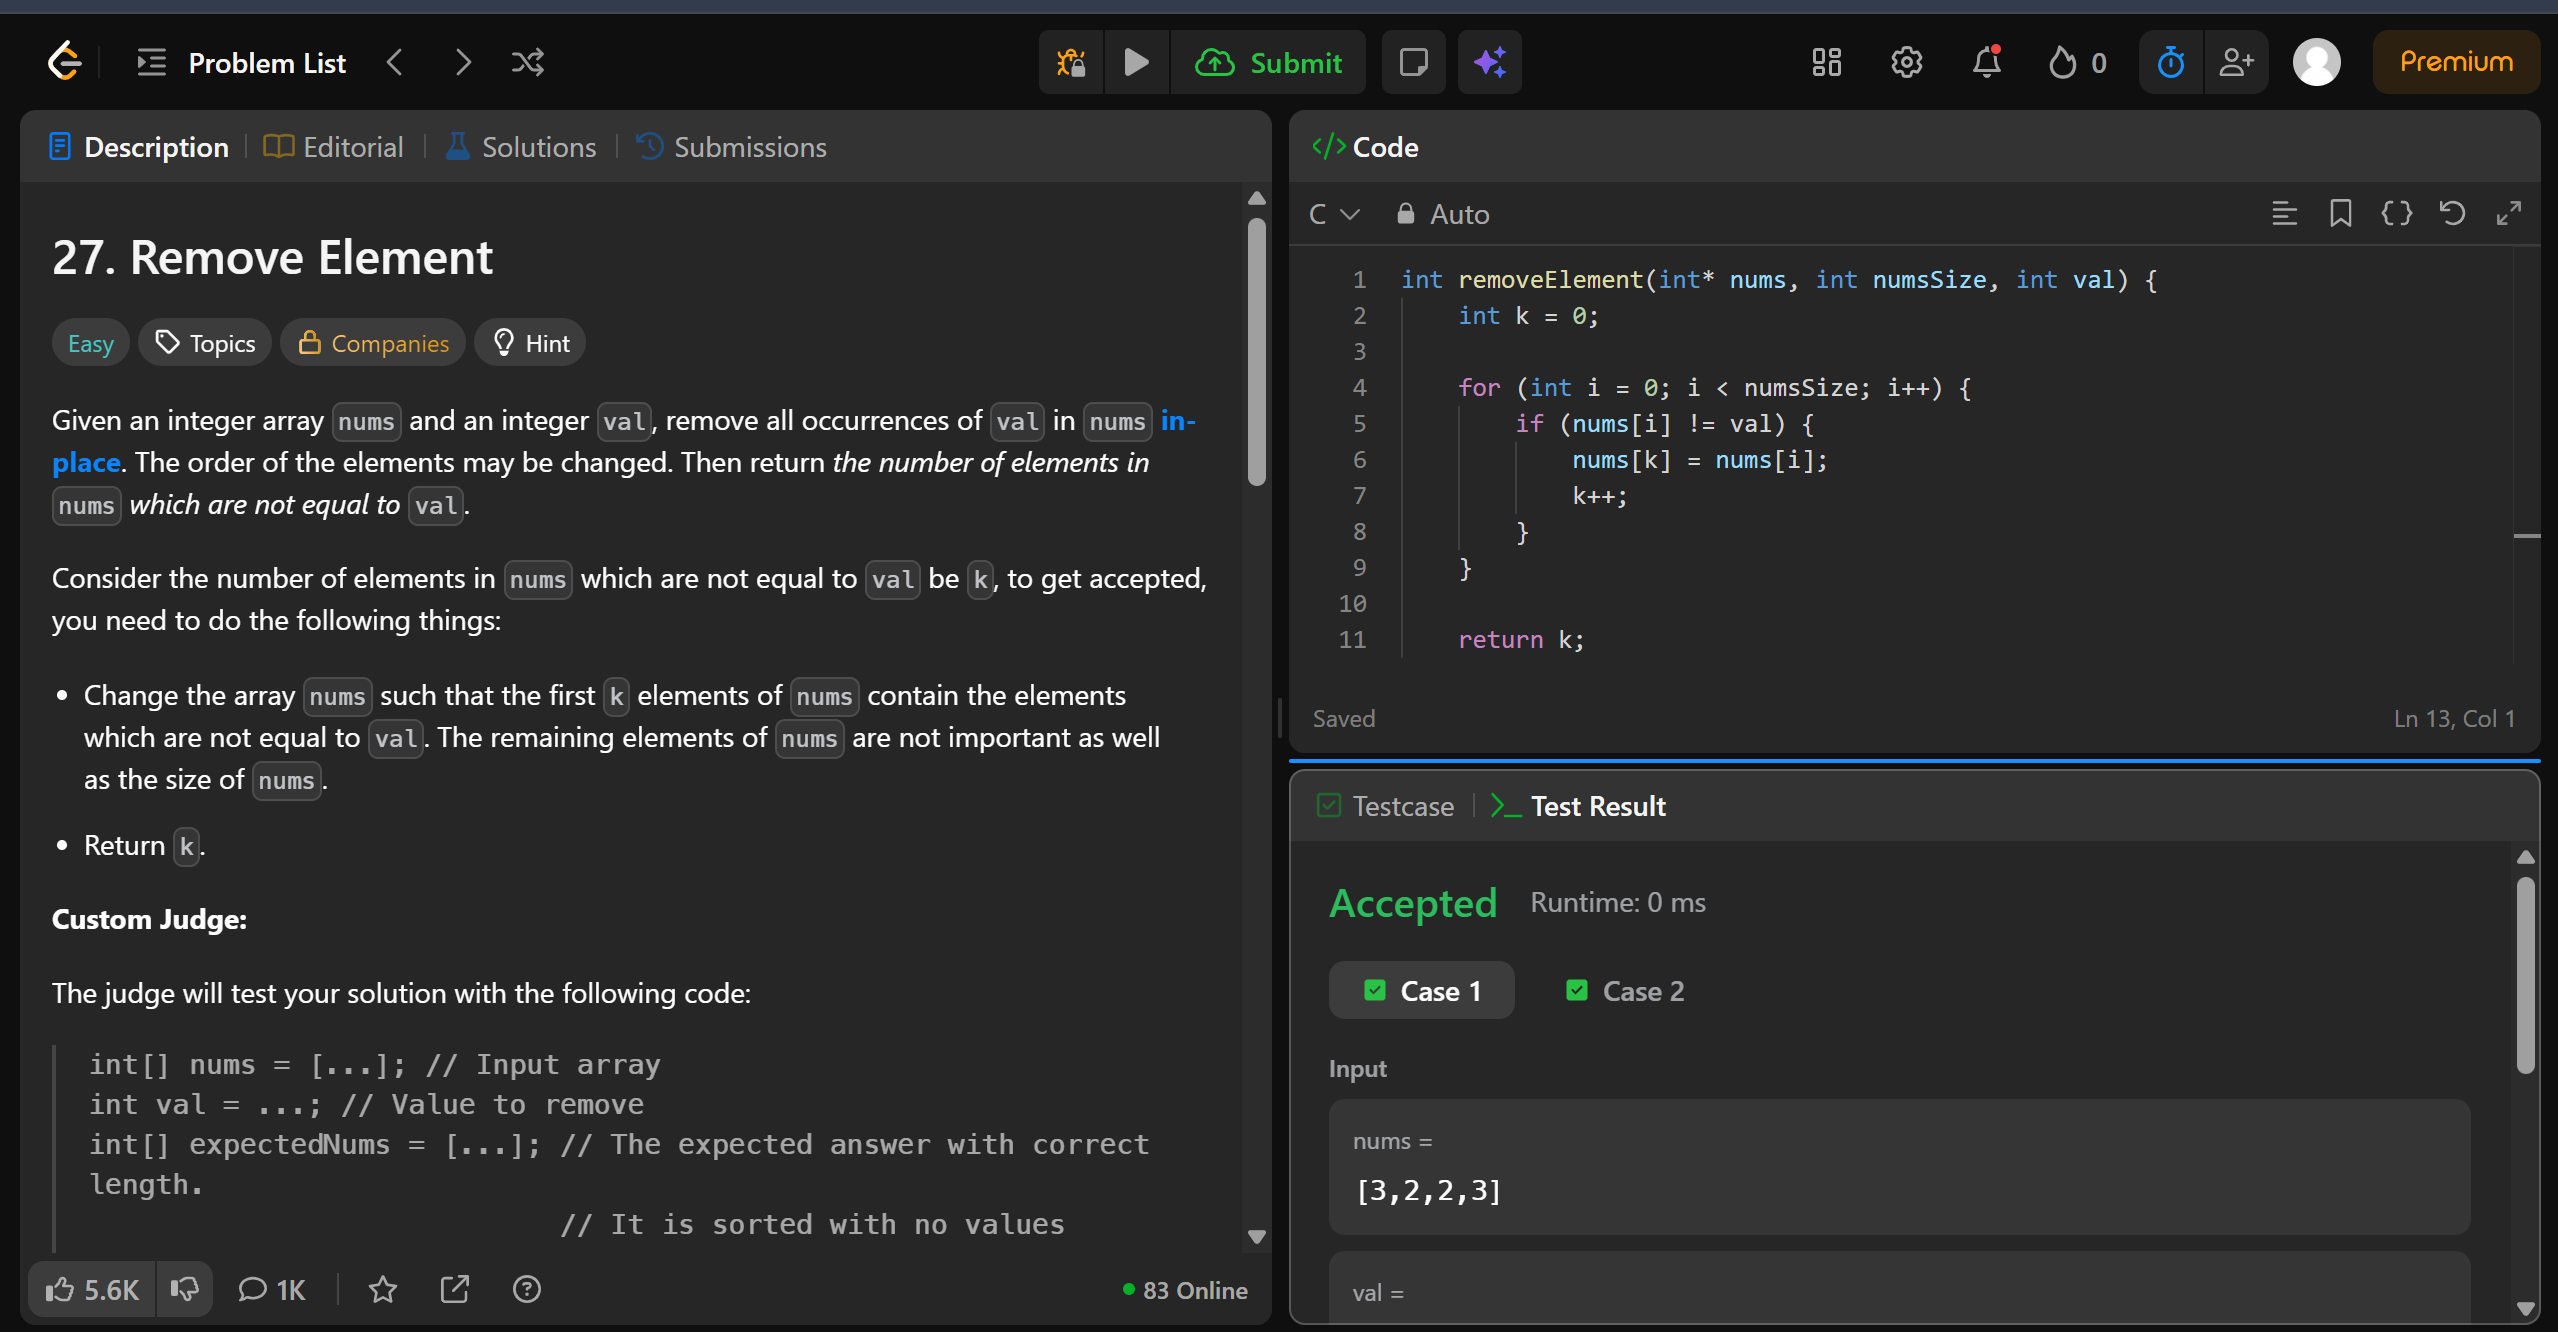 Problem List
Submit
0
Premium
Description
Editorial
Solutions
Submissions
27. Remove Element
Easy
Topics
Companies
Hint
Given an integer array nums and an integer val, remove all occurrences of val in nums in-
place. The order of the elements may be changed. Then return the number of elements in
nums which are not equal to val.
Consider the number of elements in nums which are not equal to val be k, to get accepted,
you need to do the following things:
• Change the array nums such that the first k elements of nums contain the elements
which are not equal to val. The remaining elements of nums are not important as well
as the size of nums.
• Return k.
Custom Judge:
The judge will test your solution with the following code:
int[] nums = [...]; // Input array
int val = ...; // Value to remove
int[] expectedNums = [...]; // The expected answer with correct
length.
// It is sorted with no values
5.6K
1K
83 Online
</> Code
C
Auto
1 int removeElement(int* nums, int numsSize, int val) {
2 int k = 0;
3
4 for (int i = 0; i < numsSize; i++) {
5 if (nums[i] != val) {
6 nums[k] = nums[i];
7 k++;
8 }
9 }
10
11 return k;
Saved
Ln 13, Col 1
Testcase
>_ Test Result
Accepted
Runtime: 0 ms
Case 1
Case 2
Input
nums =
[3,2,2,3]
val =